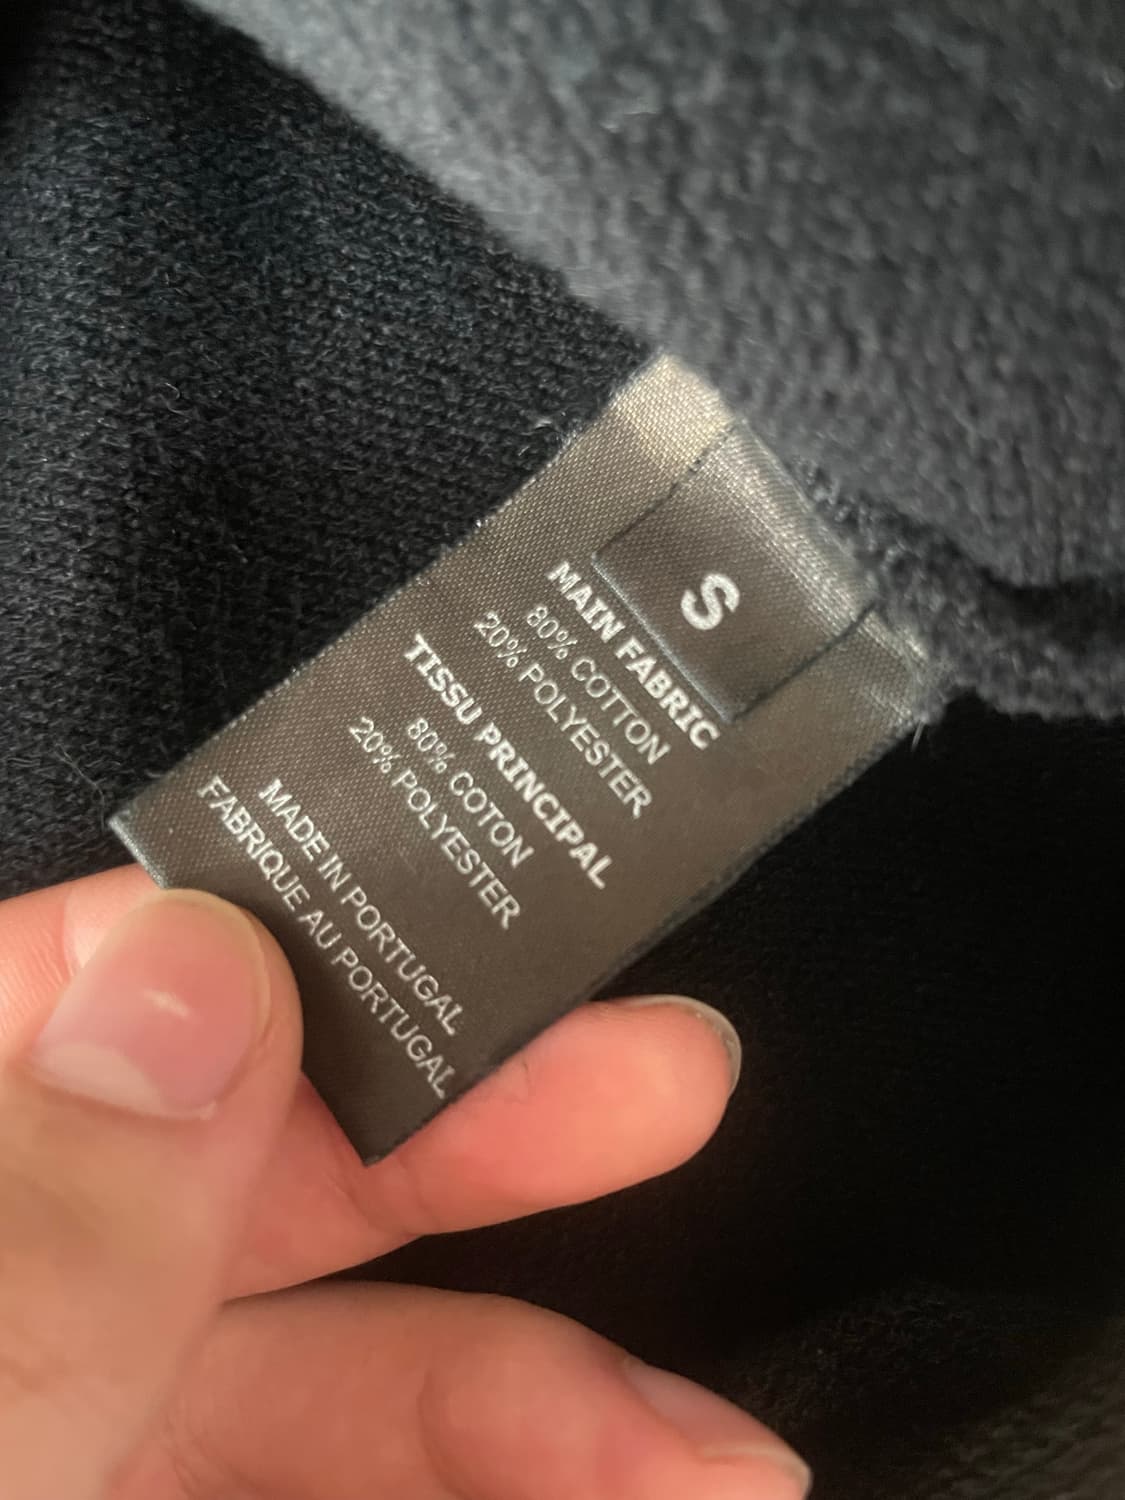 S
MAIN FABRIC
80% COTTON
20% POLYESTER
TISSU PRINCIPAL
80% COTON
20% POLYESTER
MADE IN PORTUGAL
FABRIQUE AU PORTUGAL